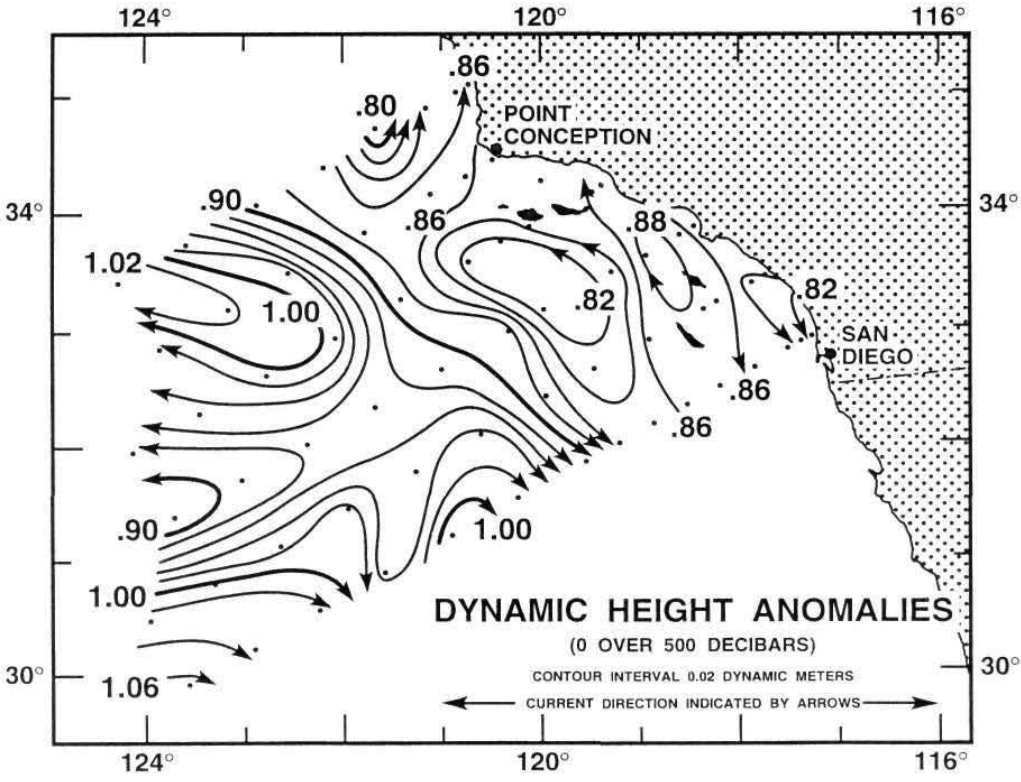 124° 120° 116°
.86
.80
POINT
CONCEPTION
34° .90 .86 .88 34°
1.02
1.00 .82 .82
SAN
DIEGO
.86
.86
.90 1.00
1.00
DYNAMIC HEIGHT ANOMALIES
(0 OVER 500 DECIBARS)
30° 1.06 CONTOUR INTERVAL 0.02 DYNAMIC METERS 30°
CURRENT DIRECTION INDICATED BY ARROWS
124° 120° 116°